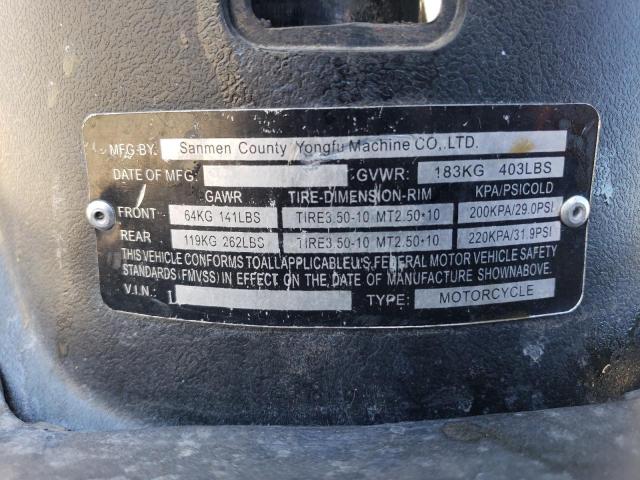 MFG.BY. Sanmen County Yongfu Machine CO,.LTD.
DATE OF MFG. GVWR: 183KG 403LBS
GAWR TIRE-DIMENSION-RIM KPA/PSICOLD
FRONT 64KG 141LBS TIRE3.50-10 MT2.50*10 200KPA/29.0PSI
REAR 119KG 262LBS TIRE3.50-10 MT2.50*10 220KPA/31.9PSI
THIS VEHICLE CONFORMS TOALLAPPLICABLEU.S.FEDERAL MOTOR VEHICLE SAFETY
STANDARDS (FMVSS) IN EFFECT ON THE, DATE OF MANUFACTURE SHOWNABOVE.
V.I.N.: L TYPE: MOTORCYCLE